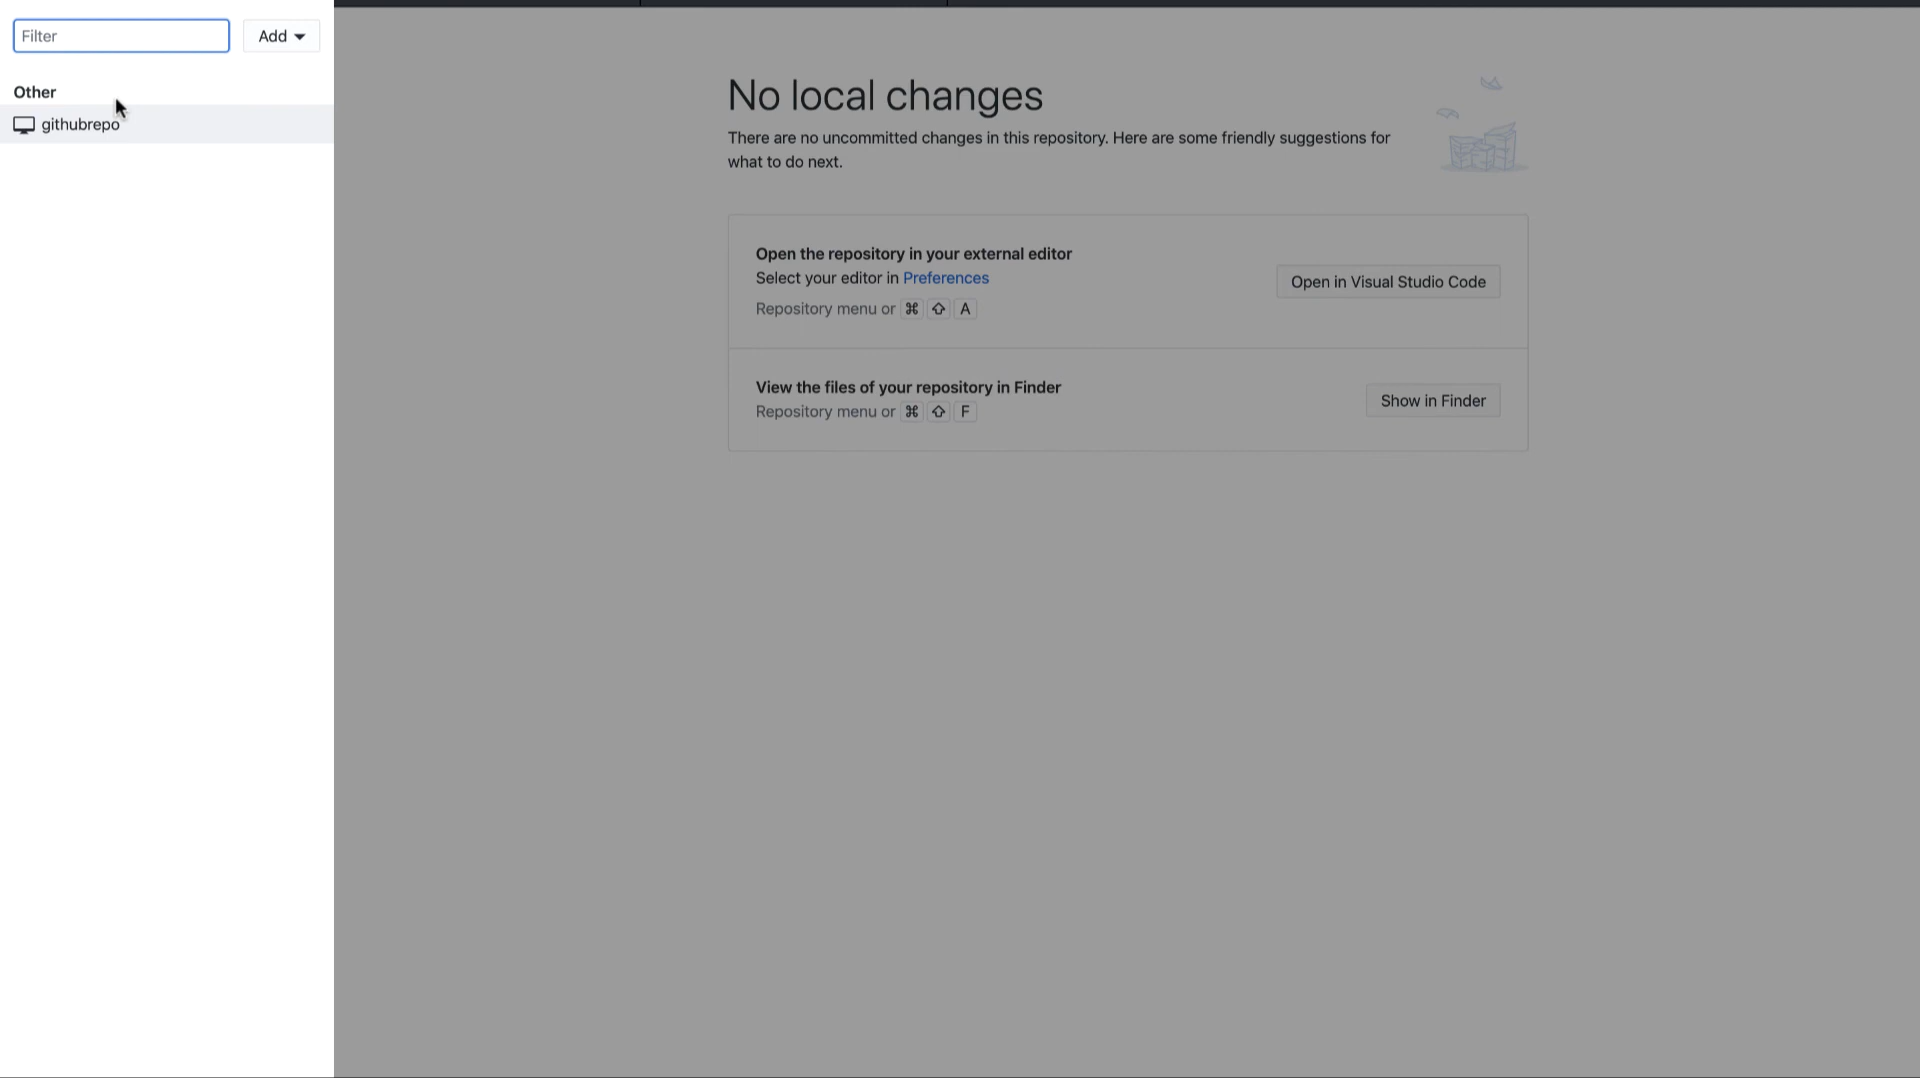 Filter
Add
Other
githubrepo
No local changes
There are no uncommitted changes in this repository. Here are some friendly suggestions for
what to do next.
Open the repository in your external editor
Select your editor in Preferences
Repository menu or ⌘ ⇧ A
Open in Visual Studio Code
View the files of your repository in Finder
Repository menu or ⌘ ⇧ F
Show in Finder